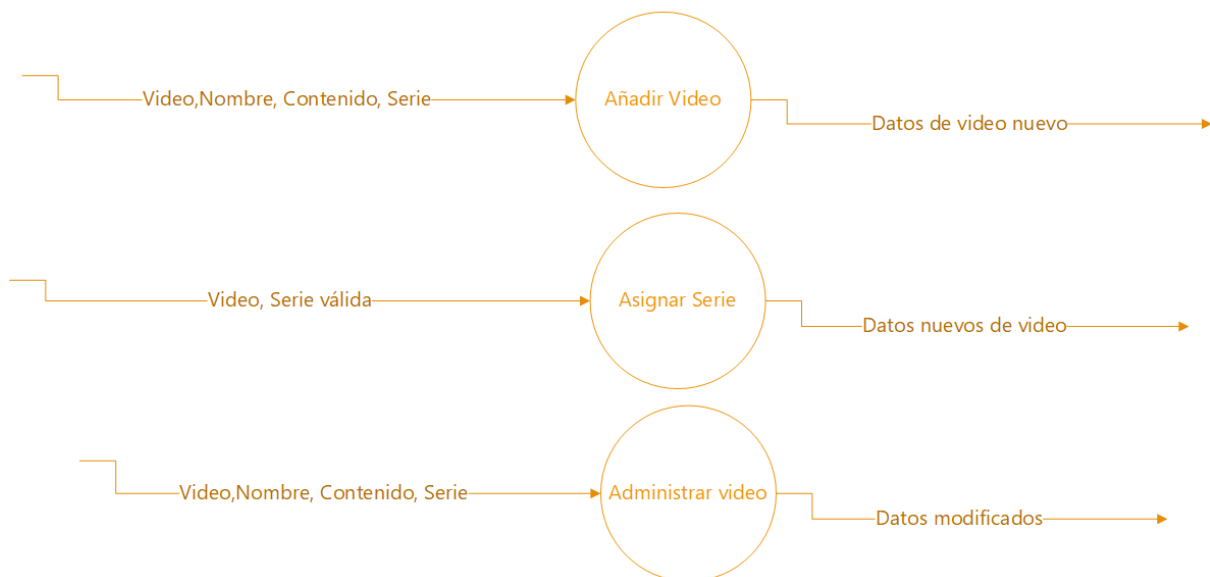 Video,Nombre, Contenido, Serie
Añadir Video
Datos de video nuevo
Video, Serie válida
Asignar Serie
Datos nuevos de video
Video,Nombre, Contenido, Serie
Administrar video
Datos modificados